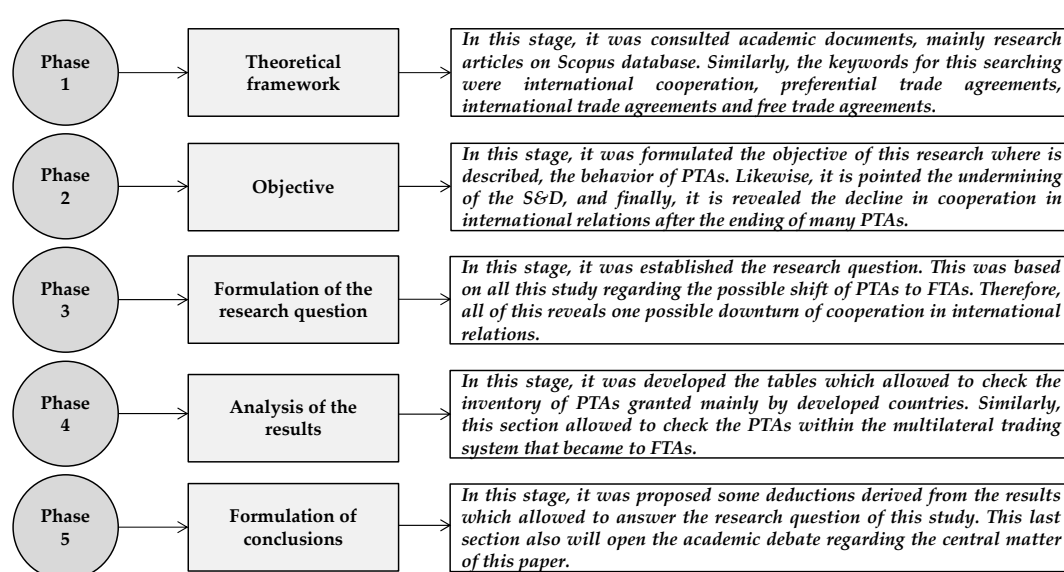 Phase
1
Theoretical
framework
In this stage, it was consulted academic documents, mainly research
articles on Scopus database. Similarly, the keywords for this searching
were international cooperation, preferential trade agreements,
international trade agreements and free trade agreements.
Phase
2
Objective
In this stage, it was formulated the objective of this research where is
described, the behavior of PTAs. Likewise, it is pointed the undermining
of the S&D, and finally, it is revealed the decline in cooperation in
international relations after the ending of many PTAs.
Phase
3
Formulation of the
research question
In this stage, it was established the research question. This was based
on all this study regarding the possible shift of PTAs to FTAs. Therefore,
all of this reveals one possible downturn of cooperation in international
relations.
Phase
4
Analysis of the
results
In this stage, it was developed the tables which allowed to check the
inventory of PTAs granted mainly by developed countries. Similarly,
this section allowed to check the PTAs within the multilateral trading
system that became to FTAs.
Phase
5
Formulation of
conclusions
In this stage, it was proposed some deductions derived from the results
which allowed to answer the research question of this study. This last
section also will open the academic debate regarding the central matter
of this paper.